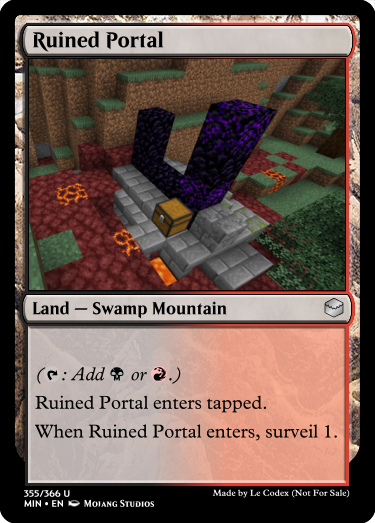 Ruined Portal
Land — Swamp Mountain
(: Add or .)
Ruined Portal enters tapped.
When Ruined Portal enters, surveil 1.
355/366 U
MIN • EN Mojang Studios
Made by Le Codex (Not For Sale)